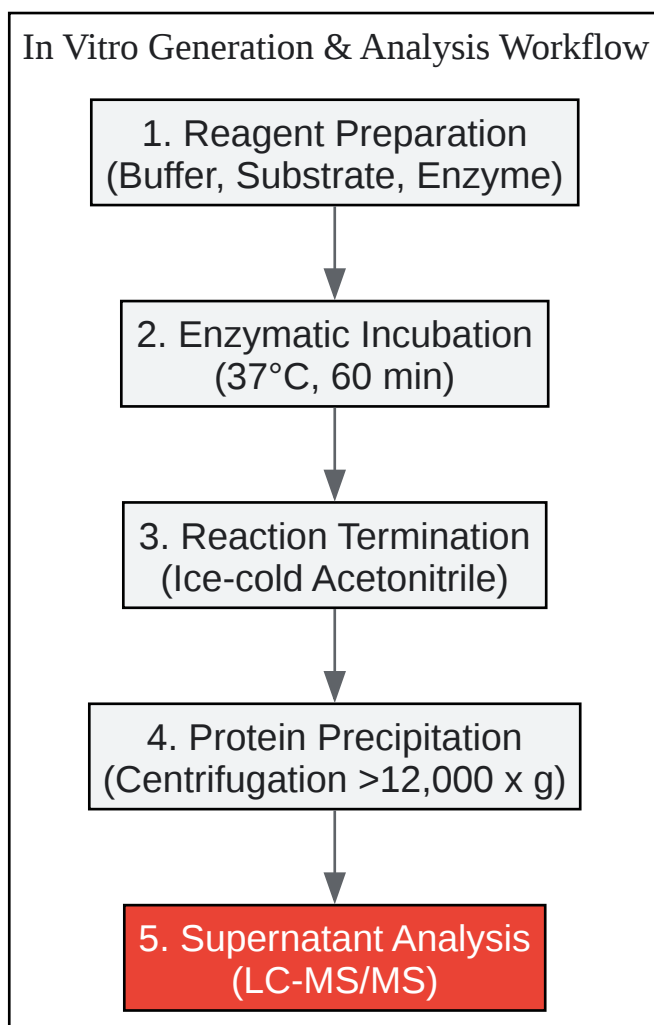 In Vitro Generation & Analysis Workflow
1. Reagent Preparation
(Buffer, Substrate, Enzyme)
2. Enzymatic Incubation
(37°C, 60 min)
3. Reaction Termination
(Ice-cold Acetonitrile)
4. Protein Precipitation
(Centrifugation >12,000 x g)
5. Supernatant Analysis
(LC-MS/MS)